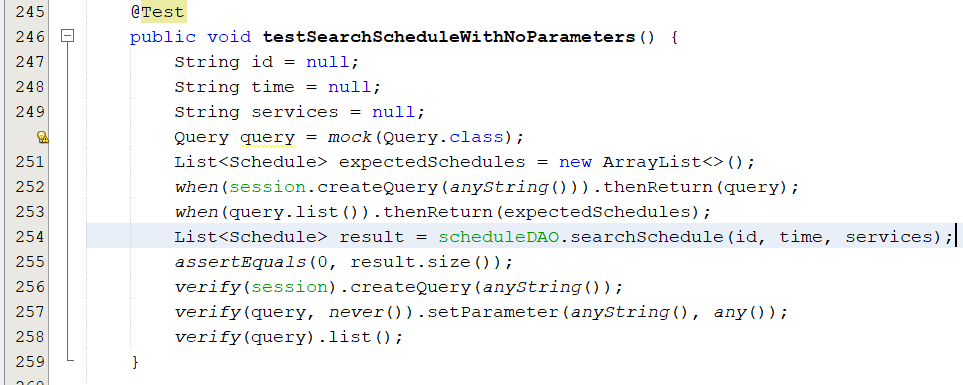 245 @Test
246 public void testSearchScheduleWithNoParameters() {
247 String id = null;
248 String time = null;
249 String services = null;
Query query = mock(Query.class);
251 List<Schedule> expectedSchedules = new ArrayList<>();
252 when(session.createQuery(anyString())).thenReturn(query);
253 when(query.list()).thenReturn(expectedSchedules);
254 List<Schedule> result = scheduleDAO.searchSchedule(id, time, services);
255 assertEquals(0, result.size());
256 verify(session).createQuery(anyString());
257 verify(query, never()).setParameter(anyString(), any());
258 verify(query).list();
259 }